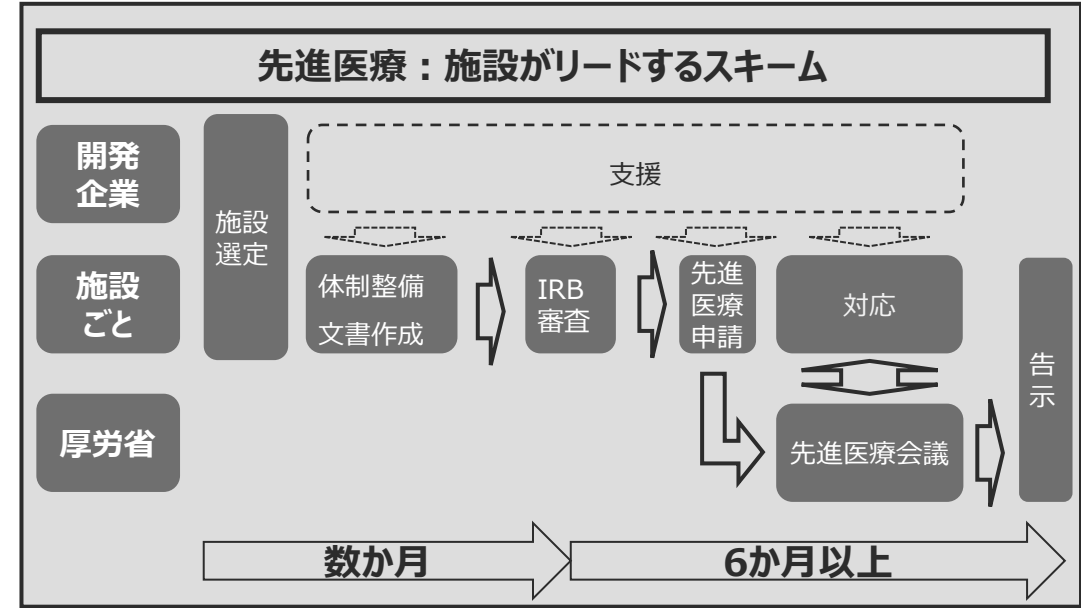 先進医療：施設がリードするスキーム
開発
企業
施設
選定
支援
施設
ごと
体制整備
文書作成
IRB
審査
先進
医療
申請
対応
告
示
厚労省
先進医療会議
数か月
6か月以上